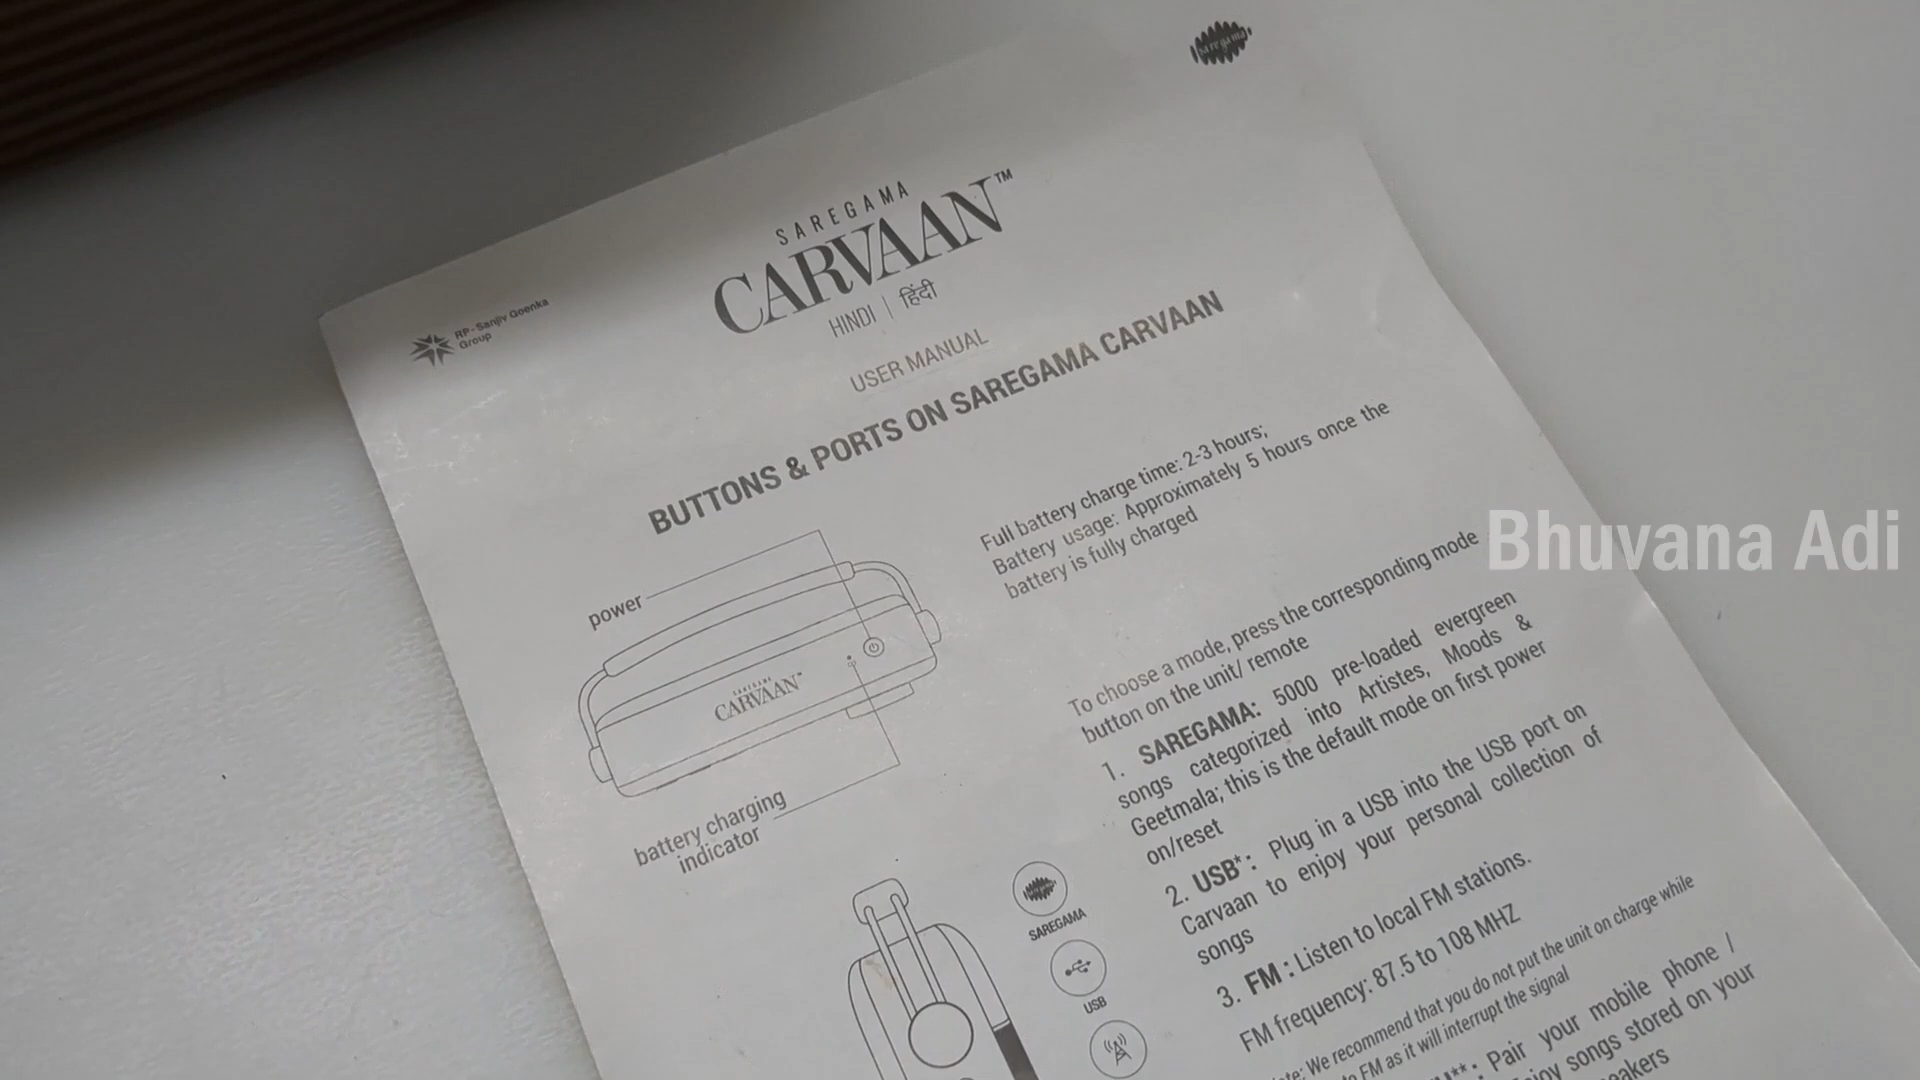 saregama
SAREGAMA
CARVAAN™
HINDI | हिंदी
RP-Sanjiv Goenka
Group
USER MANUAL
BUTTONS & PORTS ON SAREGAMA CARVAAN
Full battery charge time: 2-3 hours;
Battery usage: Approximately 5 hours once the
battery is fully charged
power
SAREGAMA
CARVAAN™
battery charging
indicator
To choose a mode, press the corresponding mode
button on the unit/ remote
1. SAREGAMA: 5000 pre-loaded evergreen
songs categorized into Artistes, Moods &
Geetmala; this is the default mode on first power
on/reset
2. USB*: Plug in a USB into the USB port on
Carvaan to enjoy your personal collection of
songs
3. FM : Listen to local FM stations.
FM frequency: 87.5 to 108 MHZ
We recommend that you do not put the unit on charge while
FM as it will interrupt the signal
Pair your mobile phone /
songs stored on your
saregama
SAREGAMA
USB
Bhuvana Adi